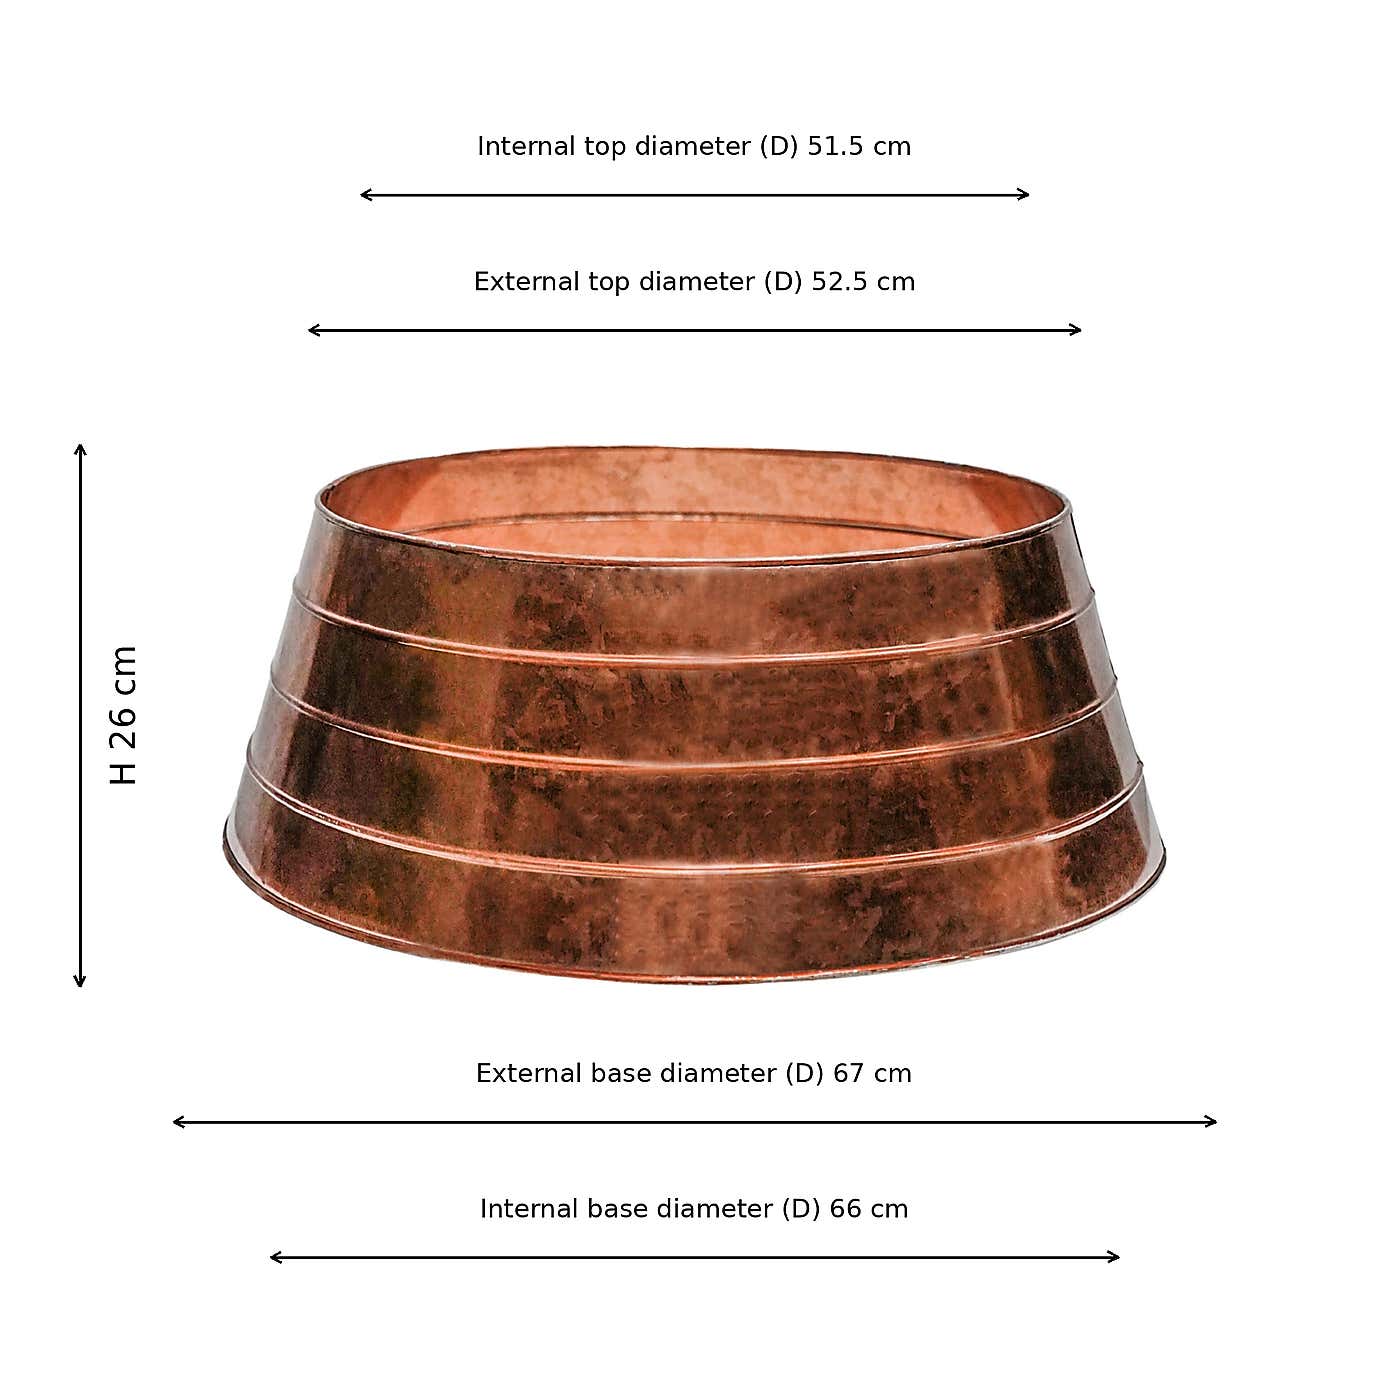 Internal top diameter (D) 51.5 cm
External top diameter (D) 52.5 cm
H 26 cm
External base diameter (D) 67 cm
Internal base diameter (D) 66 cm